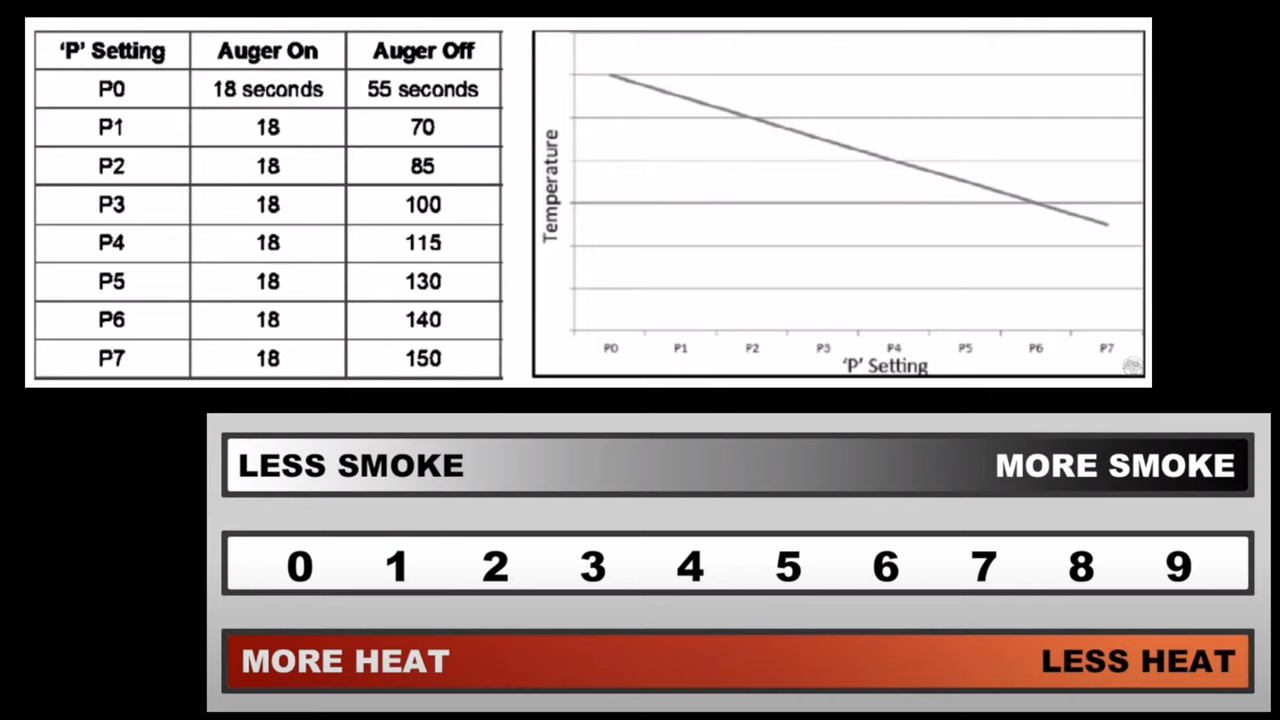 ‘P’ Setting Auger On Auger Off
P0 18 seconds 55 seconds
P1 18 70
P2 18 85
P3 18 100
P4 18 115
P5 18 130
P6 18 140
P7 18 150
Temperature
P0 P1 P2 P3 P4 P5 P6 P7
‘P’ Setting
LESS SMOKE MORE SMOKE
0 1 2 3 4 5 6 7 8 9
MORE HEAT LESS HEAT